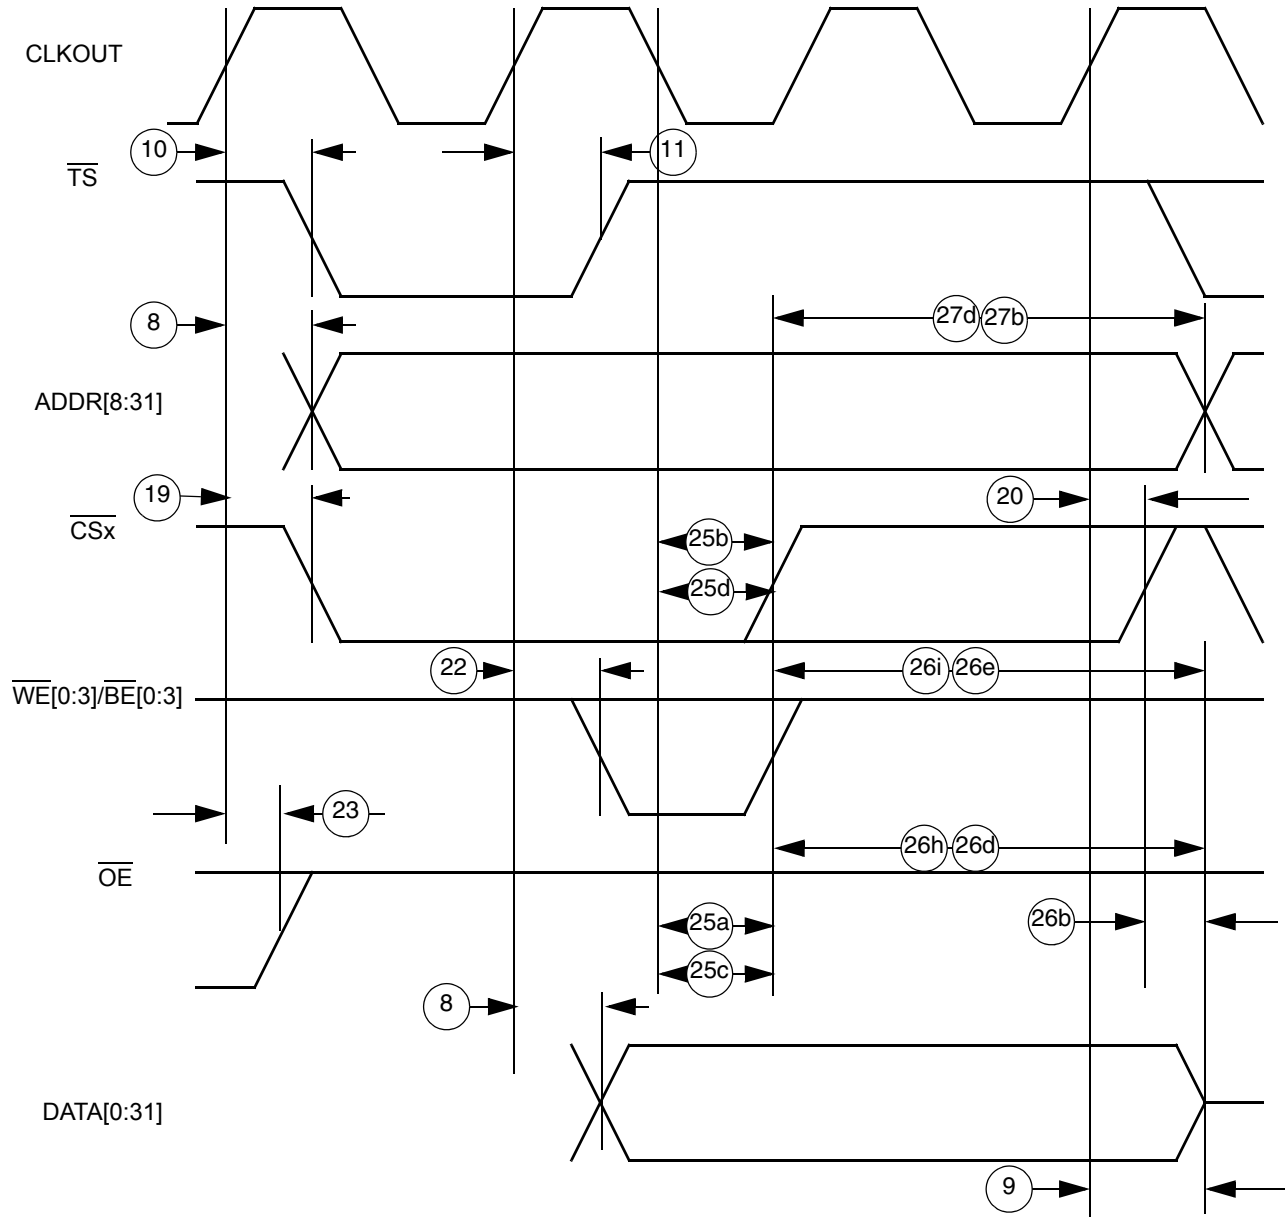 CLKOUT
10
11
TS
27d 27b
8
ADDR[8:31]
19
20
CSx
25b
25d
22
26i 26e
WE[0:3]/BE[0:3]
23
26h 26d
OE
25a
26b
25c
8
DATA[0:31]
9